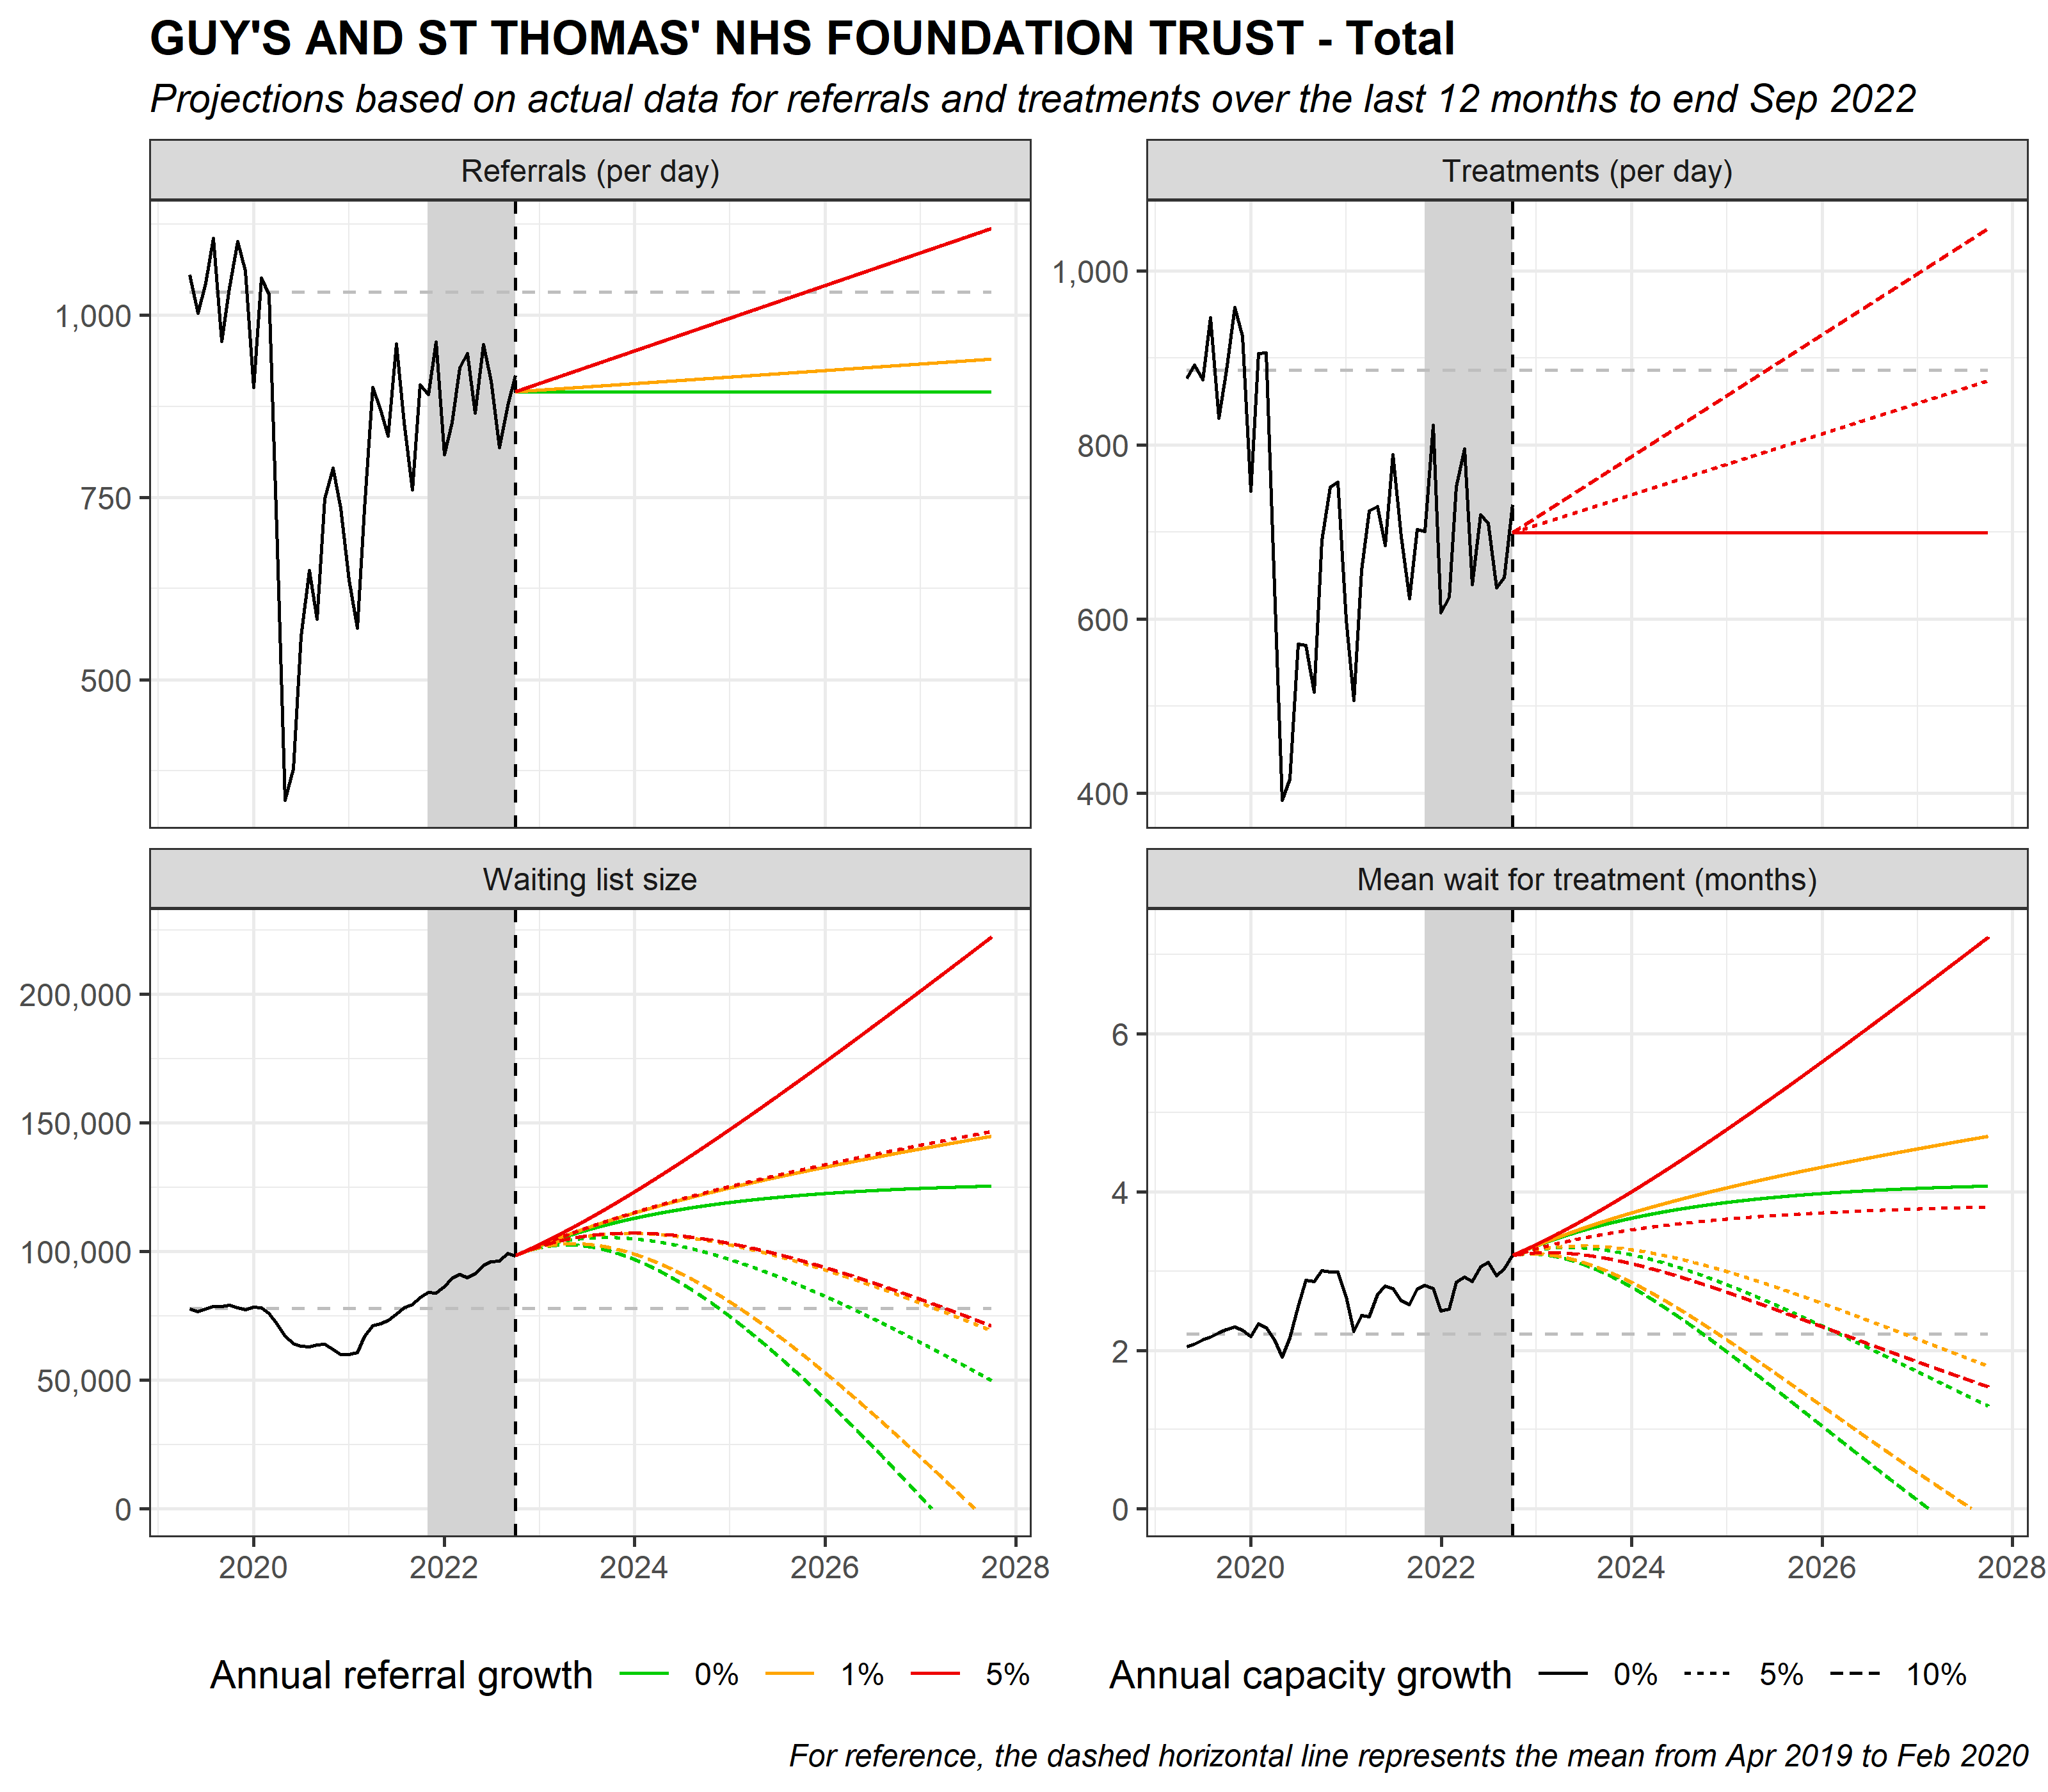 GUY'S AND ST THOMAS' NHS FOUNDATION TRUST - Total
Projections based on actual data for referrals and treatments over the last 12 months to end Sep 2022
Referrals (per day)
1,000
750
500
Treatments (per day)
1,000
800
600
400
Waiting list size
200,000
150,000
100,000
50,000
0
2020 2022 2024 2026 2028
Mean wait for treatment (months)
6
4
2
0
2020 2022 2024 2026 2028
Annual referral growth 0% 1% 5%
Annual capacity growth 0% 5% 10%
For reference, the dashed horizontal line represents the mean from Apr 2019 to Feb 2020